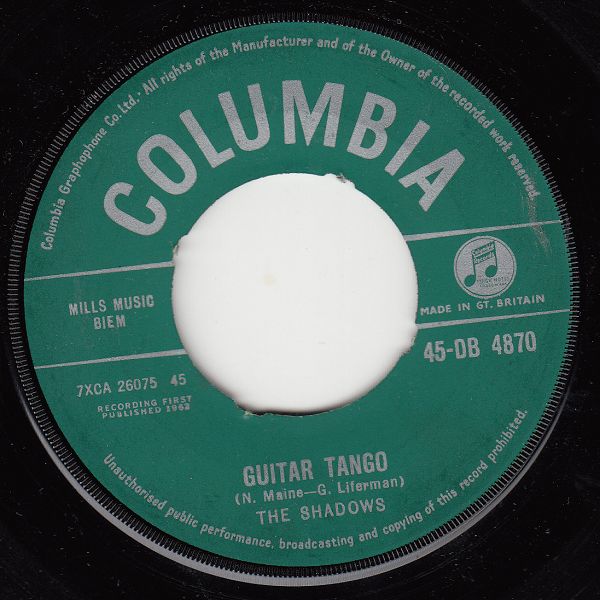 Columbia Graphophone Co. Ltd. · All rights of the Manufacturer and of the Owner of the recorded work reserved.
COLUMBIA
MILLS MUSIC
BIEM
Columbia
Records
MADE IN GT. BRITAIN
7XCA 26075 45
45-DB 4870
RECORDING FIRST
PUBLISHED 1962
GUITAR TANGO
(N. Maine—G. Liferman)
THE SHADOWS
Unauthorised public performance, broadcasting and copying of this record prohibited.